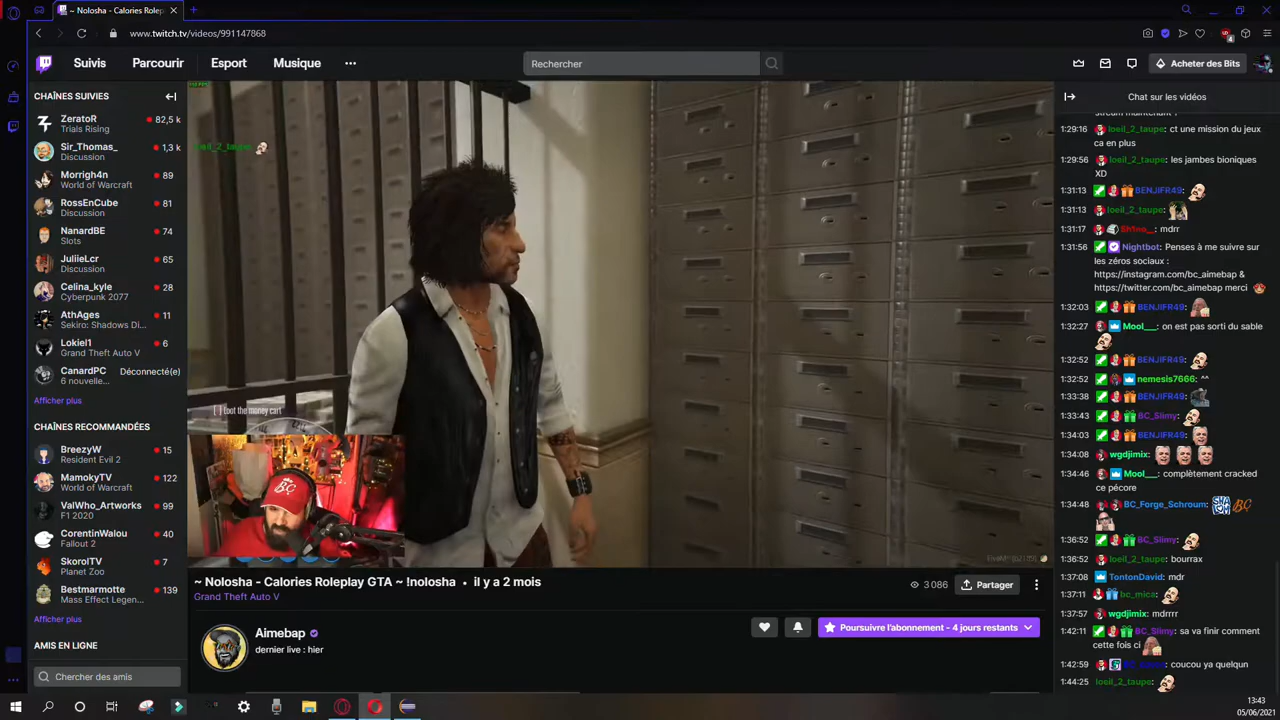 ~ Nolosha - Calories Rolep
www.twitch.tv/videos/991147868
Suivis
Parcourir
Esport
Musique
Rechercher
Acheter des Bits
CHAÎNES SUIVIES
ZeratoR
82,5 k
Trials Rising
Sir_Thomas_
1,3 k
Discussion
Morrigh4n
89
World of Warcraft
RossEnCube
81
Discussion
NanardBE
74
Slots
JulieLcr
65
Discussion
Celina_kyle
28
Cyberpunk 2077
AthAges
11
Sekiro: Shadows Di...
Lokiel1
6
Grand Theft Auto V
CanardPC
Déconnecté(e)
6 nouvelle...
Afficher plus
CHAÎNES RECOMMANDÉES
BreezyW
15
Resident Evil 2
MamokyTV
122
World of Warcraft
ValWho_Artworks
99
F1 2020
CorentinWalou
40
Fallout 2
SkorolTV
7
Planet Zoo
Bestmarmotte
139
Mass Effect Legen...
Afficher plus
AMIS EN LIGNE
Chercher des amis
loeil_2_taupe
[ ] Loot the money cart
BC
~ Nolosha - Calories Roleplay GTA ~ !nolosha • il y a 2 mois
Grand Theft Auto V
3 086
Partager
Aimebap
dernier live : hier
Poursuivre l'abonnement - 4 jours restants
Chat sur les vidéos
stream maintenant !
1:29:16 loeil_2_taupe: ct une mission du jeux
ca en plus
1:29:56 loeil_2_taupe: les jambes bioniques
XD
1:31:13 BENJIFR49:
1:31:13 loeil_2_taupe:
1:31:17 Sh1no__: mdrr
1:31:56 Nightbot: Penses à me suivre sur
les zéros sociaux :
https://instagram.com/bc_aimebap &
https://twitter.com/bc_aimebap merci
1:32:03 BENJIFR49:
1:32:27 Mool___: on est pas sorti du sable
1:32:52 BENJIFR49:
1:32:52 nemesis7666: ^^
1:33:38 BENJIFR49:
1:33:43 BC_Slimy:
1:34:03 BENJIFR49:
1:34:08 wgdjimix:
1:34:46 Mool___: complètement cracked
ce pécore
1:34:48 BC_Forge_Schroum:
1:36:52 BC_Slimy:
1:36:52 loeil_2_taupe: bourrax
1:37:08 TontonDavid: mdr
1:37:11 bc_mica:
1:37:57 wgdjimix: mdrrrr
1:42:11 BC_Slimy: sa va finir comment
cette fois ci
1:42:59 coucou ya quelqun
1:44:25 loeil_2_taupe:
13:43
05/06/2021